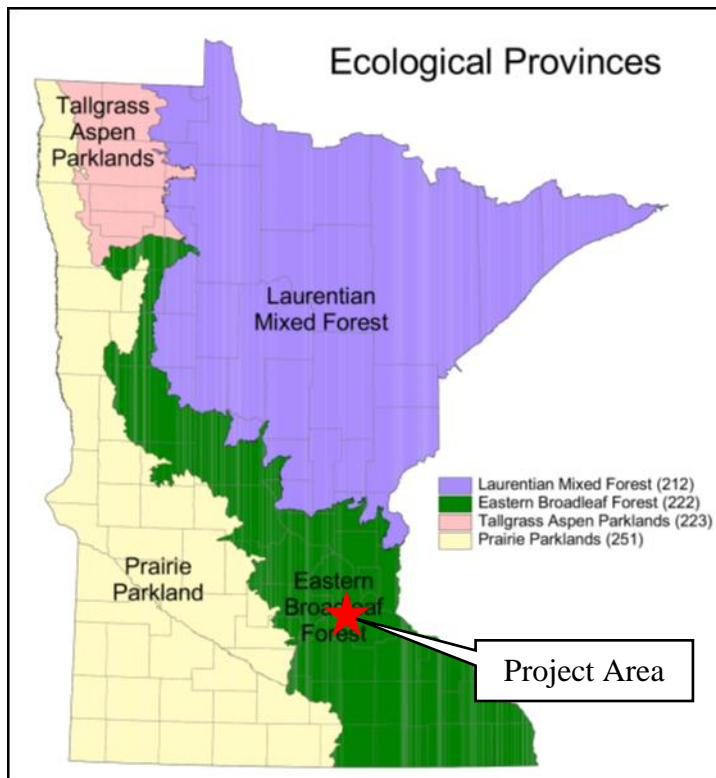 Ecological Provinces
Tallgrass
Aspen
Parklands
Laurentian
Mixed Forest
Laurentian Mixed Forest (212)
Eastern Broadleaf Forest (222)
Tallgrass Aspen Parklands (223)
Prairie Parklands (251)
Prairie
Parkland
Eastern
Broadleaf
Forest
Project Area